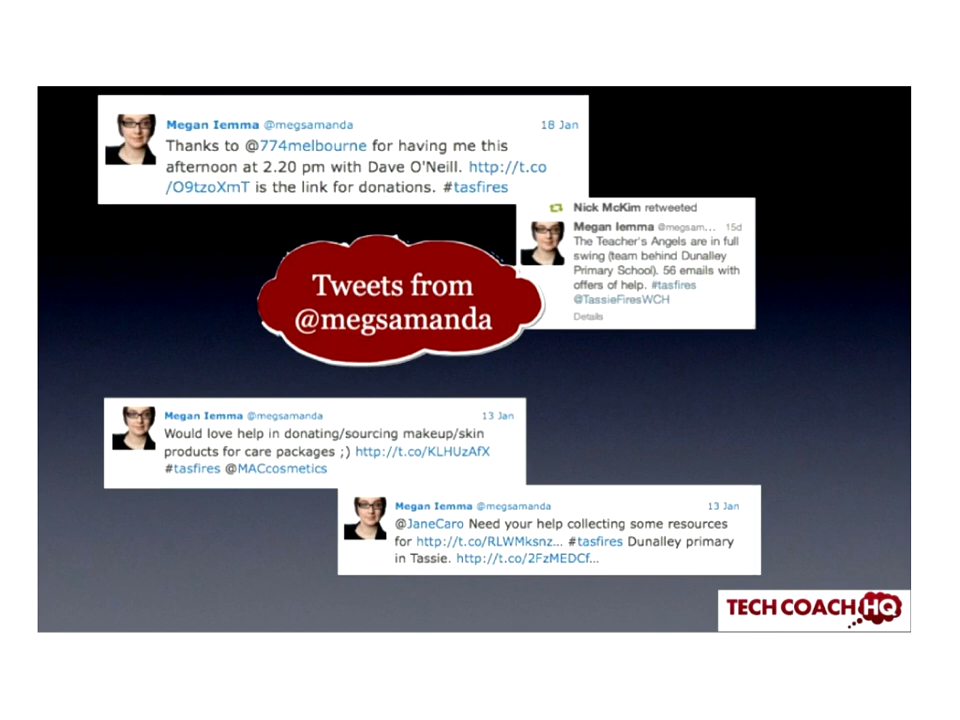 Megan Iemma @megsamanda 18 Jan
Thanks to @774melbourne for having me this
afternoon at 2.20 pm with Dave O'Neill. http://t.co
/O9tzoXmT is the link for donations. #tasfires
Nick McKim retweeted
Megan Iemma @megsam... 15d
The Teacher's Angels are in full
swing (team behind Dunalley
Primary School). 56 emails with
offers of help. #tasfires
@TassieFiresWCH
Details
Tweets from
@megsamanda
Megan Iemma @megsamanda 13 Jan
Would love help in donating/sourcing makeup/skin
products for care packages ;) http://t.co/KLHUzAfX
#tasfires @MACcosmetics
Megan Iemma @megsamanda 13 Jan
@JaneCaro Need your help collecting some resources
for http://t.co/RLWMksnz... #tasfires Dunalley primary
in Tassie. http://t.co/2FzMEDCf...
TECH COACH HQ